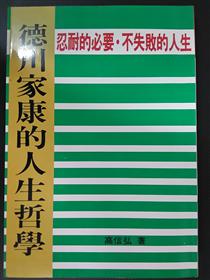 德川家康的人生哲學
忍耐的必要·不失敗的人生
高信弘 著